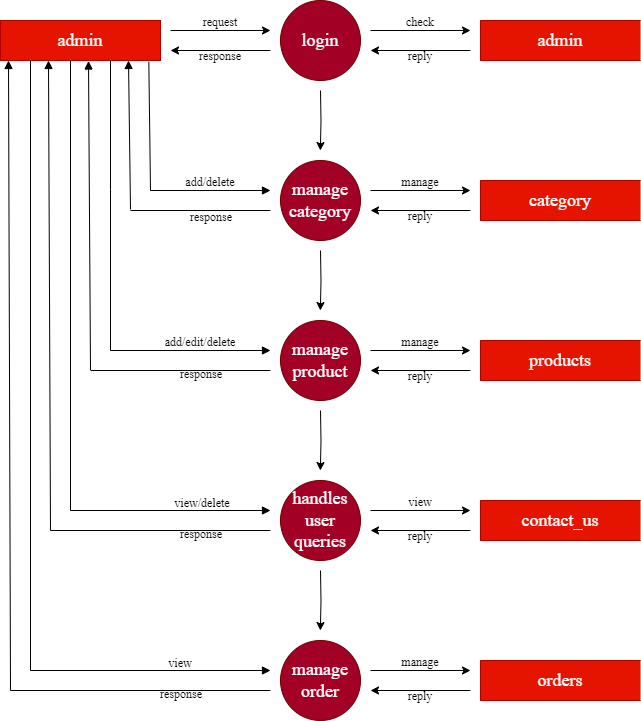 request
check
admin
login
admin
response
reply
add/delete
manage
manage
category
category
response
reply
add/edit/delete
manage
manage
product
products
response
reply
view/delete
view
handles
user
queries
contact_us
response
reply
view
manage
manage
order
orders
response
reply